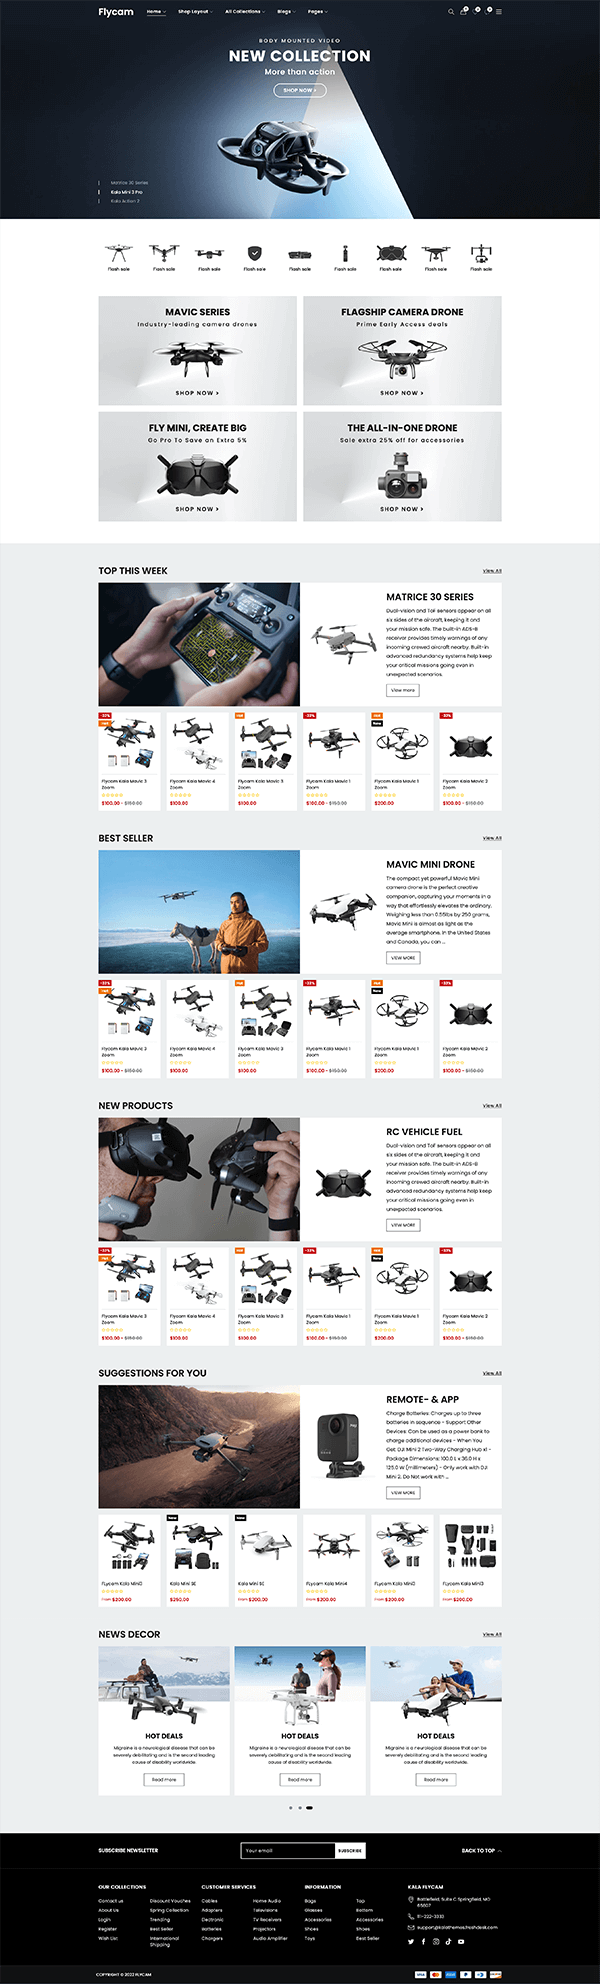 Flycam
Home
Shop Layout
All Collections
Blogs
Pages
BODY MOUNTED VIDEO
NEW COLLECTION
More than action
SHOP NOW >
Matrice 30 Series
Kala Mini 3 Pro
Kala Action 2
Flash sale
Flash sale
Flash sale
Flash sale
Flash sale
Flash sale
Flash sale
Flash sale
Flash sale
MAVIC SERIES
Industry-leading camera drones
SHOP NOW >
FLAGSHIP CAMERA DRONE
Prime Early Access deals
SHOP NOW >
FLY MINI, CREATE BIG
Go Pro To Save an Extra 5%
SHOP NOW >
THE ALL-IN-ONE DRONE
Sale extra 25% off for accessories
SHOP NOW >
TOP THIS WEEK
View All
MATRICE 30 SERIES
Dual-vision and ToF sensors appear on all
six sides of the aircraft, keeping it and
your mission safe. The built-in ADS-B
receiver provides timely warnings of any
incoming crewed aircraft nearby. Built-in
advanced redundancy systems help keep
your critical missions going even in
unexpected scenarios.
View more
-33%
Hot
Flycam Kala Mavic 3
Zoom
$100.00 - $150.00
Flycam Kala Mavic 4
Zoom
$100.00
Hot
Flycam Kala Mavic 3
Zoom
$100.00
-33%
Flycam Kala Mavic 1
Zoom
$100.00 - $150.00
Hot
New
Flycam Kala Mavic 1
Zoom
$200.00
-33%
Flycam Kala Mavic 2
Zoom
$100.00 - $150.00
BEST SELLER
View All
MAVIC MINI DRONE
The compact yet powerful Mavic Mini
camera drone is the perfect creative
companion, capturing your moments in a
way that effortlessly elevates the ordinary.
Weighing less than 0.55lbs by 250 grams,
Mavic Mini is almost as light as the
average smartphone. In the United States
and Canada, you can ...
VIEW MORE
-33%
Hot
Flycam Kala Mavic 3
Zoom
$100.00 - $150.00
Flycam Kala Mavic 4
Zoom
$100.00
Hot
Flycam Kala Mavic 3
Zoom
$100.00
-33%
Flycam Kala Mavic 1
Zoom
$100.00 - $150.00
Hot
New
Flycam Kala Mavic 1
Zoom
$200.00
-33%
Flycam Kala Mavic 2
Zoom
$100.00 - $150.00
NEW PRODUCTS
View All
RC VEHICLE FUEL
Dual-vision and ToF sensors appear on all
six sides of the aircraft, keeping it and
your mission safe. The built-in ADS-B
receiver provides timely warnings of any
incoming crewed aircraft nearby. Built-in
advanced redundancy systems help keep
your critical missions going even in
unexpected scenarios.
VIEW MORE
-33%
Hot
Flycam Kala Mavic 3
Zoom
$100.00 - $150.00
Flycam Kala Mavic 4
Zoom
$100.00
Hot
Flycam Kala Mavic 3
Zoom
$100.00
-33%
Flycam Kala Mavic 1
Zoom
$100.00 - $150.00
Hot
New
Flycam Kala Mavic 1
Zoom
$200.00
-33%
Flycam Kala Mavic 2
Zoom
$100.00 - $150.00
SUGGESTIONS FOR YOU
View All
REMOTE- & APP
Charge Batteries: Charges up to three
batteries in sequence - Support Other
Devices: Can be used as a power bank to
charge additional devices - When You
Get: DJI Mini 2 Two-Way Charging Hub x1 -
Package Dimensions: 100.0 L x 36.0 H x
125.0 W (millimeters) - Only work with DJI
Mini 2, Do Not work with ...
VIEW MORE
Flycam Kala Mini3
From $200.00
New
Kala Mini SE
$250.00
New
Kala Mini SE
From $200.00
Flycam Kala Mini4
From $200.00
Flycam Kala Mini3
From $200.00
Flycam Kala Mini3
From $200.00
NEWS DECOR
View All
HOT DEALS
Migraine is a neurological disease that can be
severely debilitating and is the second leading
cause of disability worldwide.
Read more
HOT DEALS
Migraine is a neurological disease that can be
severely debilitating and is the second leading
cause of disability worldwide.
Read more
HOT DEALS
Migraine is a neurological disease that can be
severely debilitating and is the second leading
cause of disability worldwide.
Read more
SUBSCRIBE NEWSLETTER
Your email
SUBSCRIBE
BACK TO TOP
OUR COLLECTIONS
Contact us
About Us
Login
Register
Wish List
Discount Vouches
Spring Collection
Trending
Best Seller
International
Shipping
CUSTOMER SERVICES
Cables
Adapters
Electronic
Batteries
Chargers
Home Audio
Televisions
TV Receivers
Projectors
Audio Amplifier
INFORMATION
Bags
Glasses
Accessories
Shoes
Toys
Top
Bottom
Accessories
Shoes
Best Seller
KALA FLYCAM
Battlefield, Suite C Springfield, MO
65807
support@kalathemes.freshdesk.com
COPYRIGHT © 2022 FLYCAM
VISA